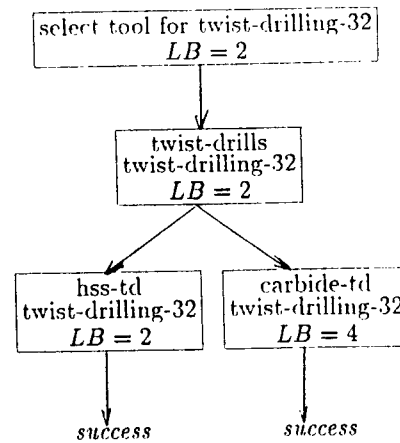 select tool for twist-drilling-32
LB = 2
twist-drills
twist-drilling-32
LB = 2
hss-td
twist-drilling-32
LB = 2
carbide-td
twist-drilling-32
LB = 4
success
success